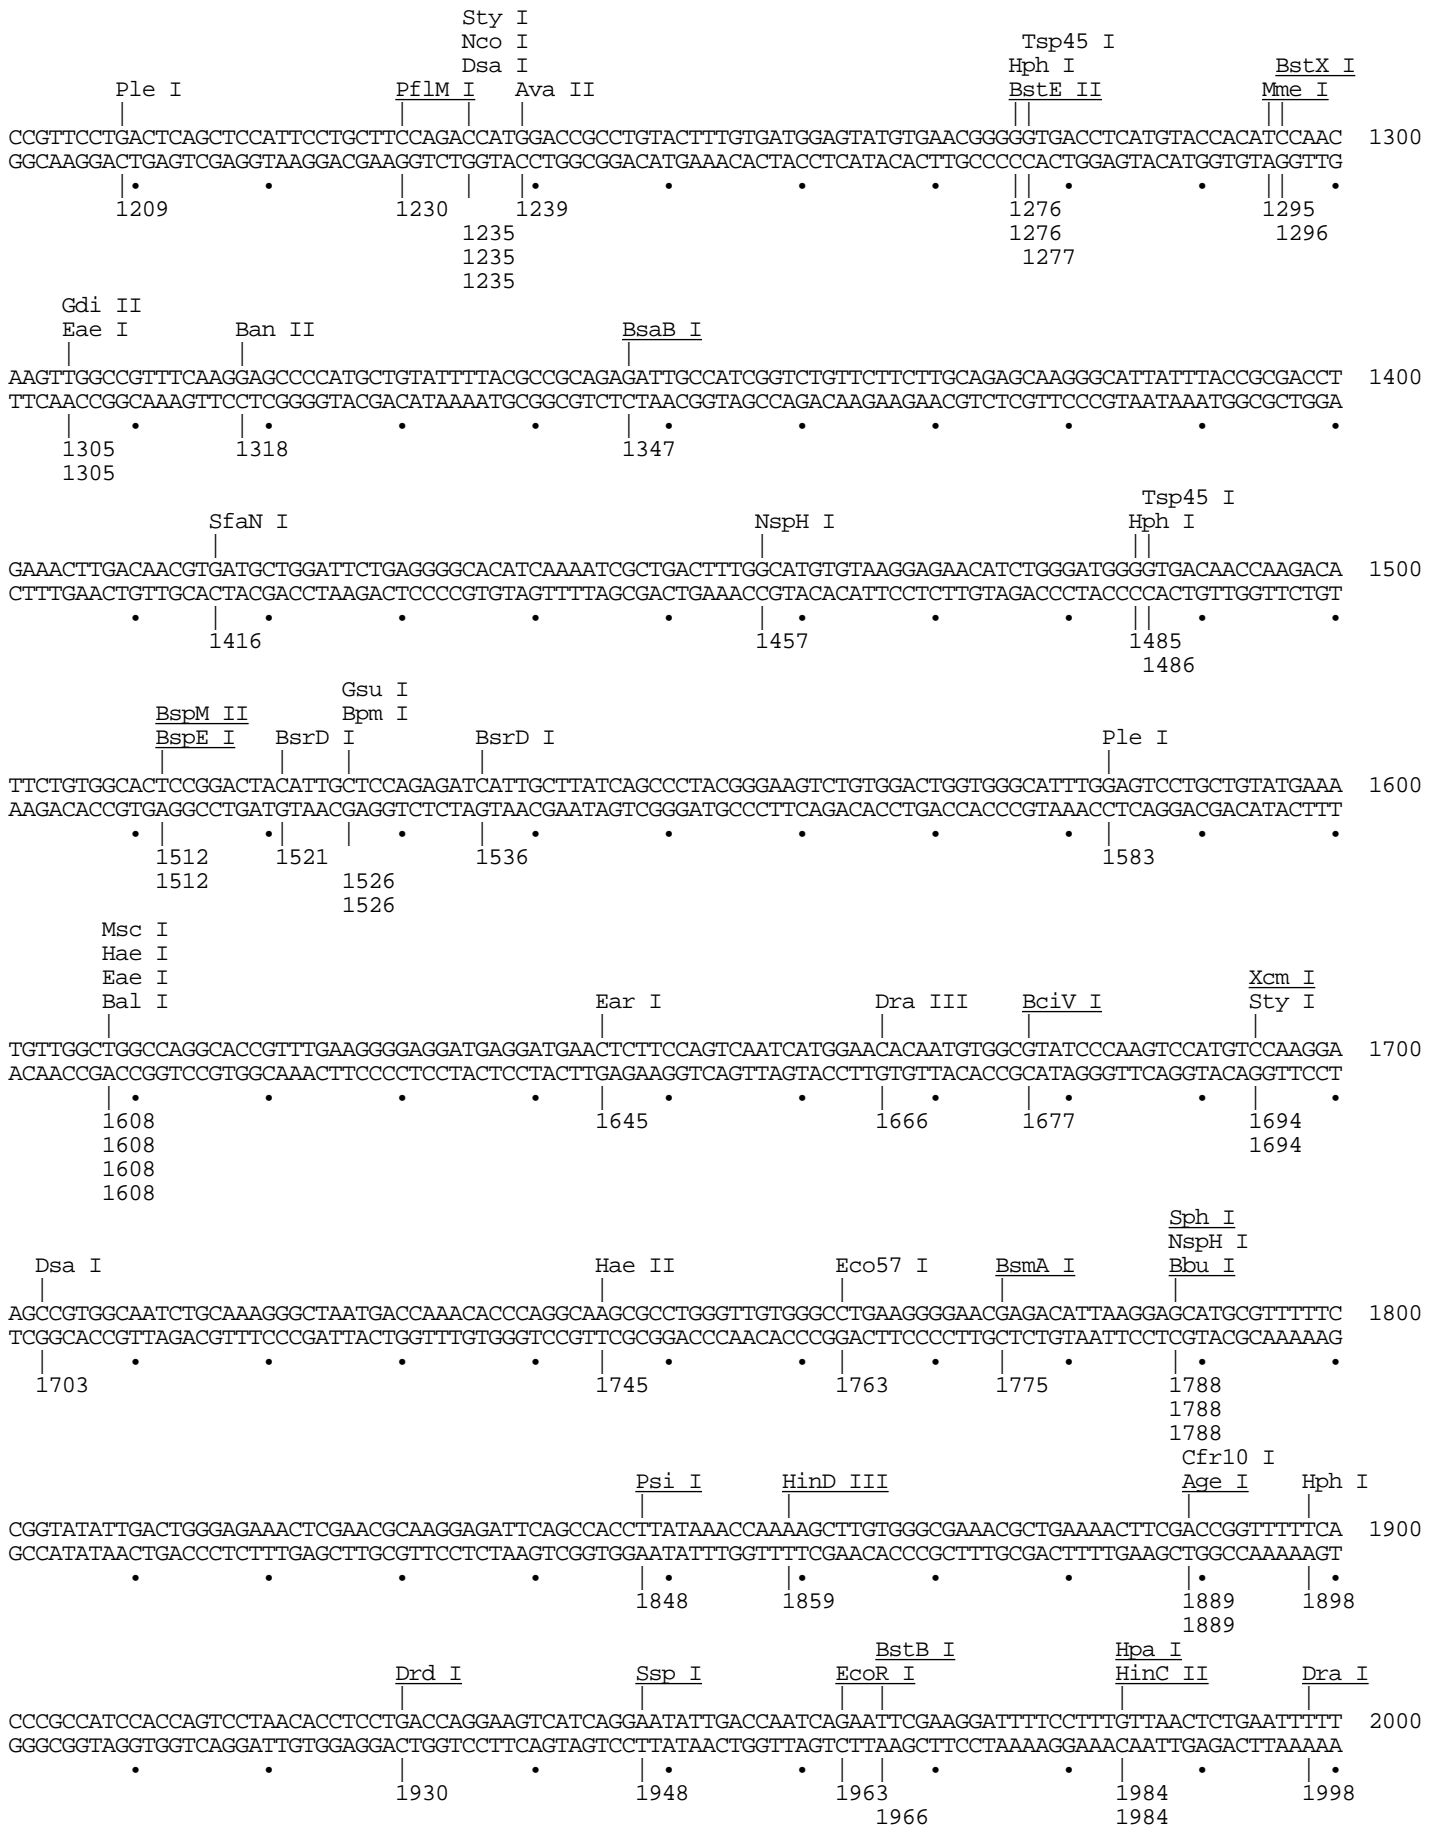 Sty I
Nco I Tsp45 I
Dsa I Hph I BstX I
Ple I PflM I Ava II BstE II Mme I
CCGTTCCTGACTCAGCTCCATTCCTGCTTCCAGACCATGGACCGCCTGTACTTTGTGATGGAGTATGTGAACGGGGGTGACCTCATGTACCACATCCAAC 1300
GGCAAGGACTGAGTCGAGGTAAGGACGAAGGTCTGGTACCTGGCGGACATGAAACACTACCTCATACACTTGCCCCCACTGGAGTACATGGTGTAGGTTG
1209 1230 1239 1276 1295
1235 1276 1296
1235 1277
1235
Gdi II
Eae I Ban II BsaB I
AAGTTGGCCGTTTCAAGGAGCCCCATGCTGTATTTTACGCCGCAGAGATTGCCATCGGTCTGTTCTTCTTGCAGAGCAAGGGCATTATTTACCGCGACCT 1400
TTCAACCGGCAAAGTTCCTCGGGGTACGACATAAAATGCGGCGTCTCTAACGGTAGCCAGACAAGAAGAACGTCTCGTTCCCGTAATAAATGGCGCTGGA
1305 1318 1347
1305
Tsp45 I
SfaN I NspH I Hph I
GAAACTTGACAACGTGATGCTGGATTCTGAGGGGCACATCAAAATCGCTGACTTTGGCATGTGTAAGGAGAACATCTGGGATGGGGTGACAACCAAGACA 1500
CTTTGAACTGTTGCACTACGACCTAAGACTCCCCGTGTAGTTTTAGCGACTGAAACCGTACACATTCCTCTTGTAGACCCTACCCCACTGTTGGTTCTGT
1416 1457 1485
1486
Gsu I
BspM II Bpm I
BspE I BsrD I BsrD I Ple I
TTCTGTGGCACTCCGGACTACATTGCTCCAGAGATCATTGCTTATCAGCCCTACGGGAAGTCTGTGGACTGGTGGGCATTTGGAGTCCTGCTGTATGAAA 1600
AAGACACCGTGAGGCCTGATGTAACGAGGTCTCTAGTAACGAATAGTCGGGATGCCCTTCAGACACCTGACCACCCGTAAACCTCAGGACGACATACTTT
1512 1521 1536 1583
1512 1526
1526
Msc I
Hae I
Eae I Xcm I
Bal I Ear I Dra III BciV I Sty I
TGTTGGCTGGCCAGGCACCGTTTGAAGGGGAGGATGAGGATGAACTCTTCCAGTCAATCATGGAACACAATGTGGCGTATCCCAAGTCCATGTCCAAGGA 1700
ACAACCGACCGGTCCGTGGCAAACTTCCCCTCCTACTCCTACTTGAGAAGGTCAGTTAGTACCTTGTGTTACACCGCATAGGGTTCAGGTACAGGTTCCT
1608 1645 1666 1677 1694
1608 1694
1608
1608
Sph I
NspH I
Dsa I Hae II Eco57 I BsmA I Bbu I
AGCCGTGGCAATCTGCAAAGGGCTAATGACCAAACACCCAGGCAAGCGCCTGGGTTGTGGGCCTGAAGGGGAACGAGACATTAAGGAGCATGCGTTTTTC 1800
TCGGCACCGTTAGACGTTTCCCGATTACTGGTTTGTGGGTCCGTTCGCGGACCCAACACCCGGACTTCCCCTTGCTCTGTAATTCCTCGTACGCAAAAAG
1703 1745 1763 1775 1788
1788
1788
Cfr10 I
Psi I HinD III Age I Hph I
CGGTATATTGACTGGGAGAAACTCGAACGCAAGGAGATTCAGCCACCTTATAAACCAAAAGCTTGTGGGCGAAACGCTGAAAACTTCGACCGGTTTTTCA 1900
GCCATATAACTGACCCTCTTTGAGCTTGCGTTCCTCTAAGTCGGTGGAATATTTGGTTTTCGAACACCCGCTTTGCGACTTTTGAAGCTGGCCAAAAAGT
1848 1859 1889 1898
1889
BstB I Hpa I
Drd I Ssp I EcoR I HinC II Dra I
CCCGCCATCCACCAGTCCTAACACCTCCTGACCAGGAAGTCATCAGGAATATTGACCAATCAGAATTCGAAGGATTTTCCTTTGTTAACTCTGAATTTTT 2000
GGGCGGTAGGTGGTCAGGATTGTGGAGGACTGGTCCTTCAGTAGTCCTTATAACTGGTTAGTCTTAAGCTTCCTAAAAGGAAACAATTGAGACTTAAAAA
1930 1948 1963 1984 1998
1966 1984